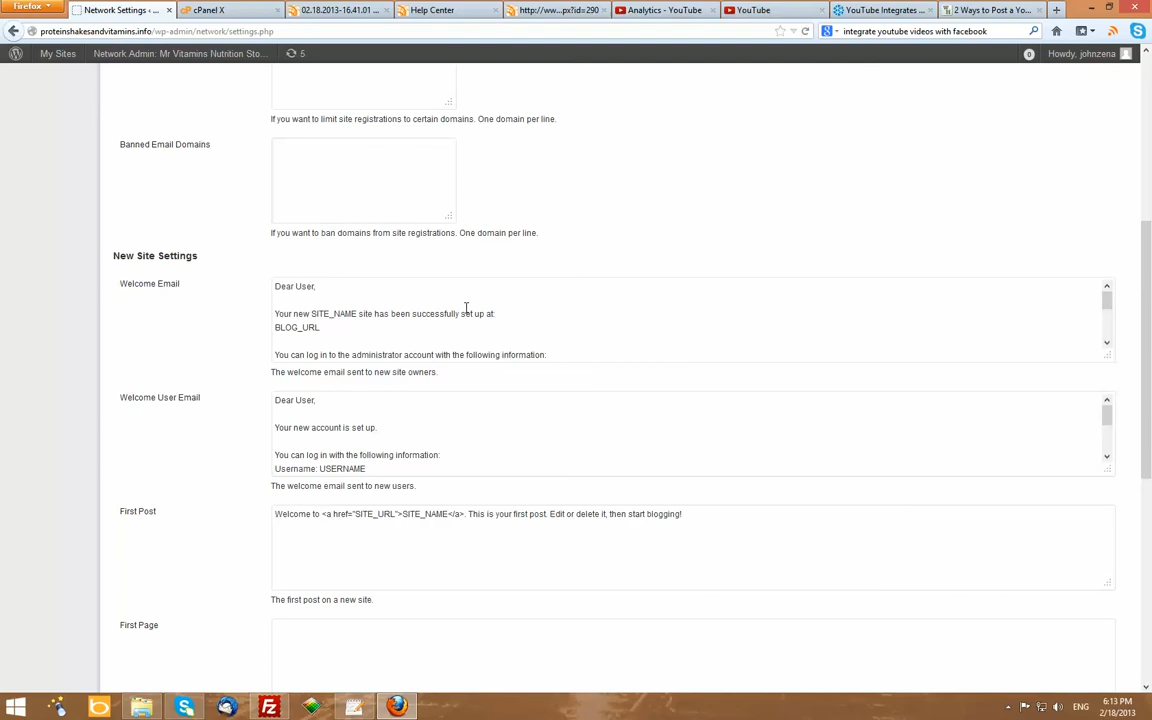 Firefox
Network Settings ‹ ...
cPanel X
02.18.2013-16.41.01 ...
Help Center
http://www....px?id=290
Analytics - YouTube
YouTube
YouTube Integrates ...
2 Ways to Post a Yo...
proteinshakesandvitamins.info/wp-admin/network/settings.php
integrate youtube videos with facebook
My Sites
Network Admin: Mr Vitamins Nutrition Sto...
5
0
Howdy, johnzena
If you want to limit site registrations to certain domains. One domain per line.
Banned Email Domains
If you want to ban domains from site registrations. One domain per line.
New Site Settings
Welcome Email
Dear User,
Your new SITE_NAME site has been successfully set up at:
BLOG_URL
You can log in to the administrator account with the following information:
The welcome email sent to new site owners.
Welcome User Email
Dear User,
Your new account is set up.
You can log in with the following information:
Username: USERNAME
The welcome email sent to new users.
First Post
Welcome to <a href="SITE_URL">SITE_NAME</a>. This is your first post. Edit or delete it, then start blogging!
The first post on a new site.
First Page
ENG
6:13 PM
2/18/2013